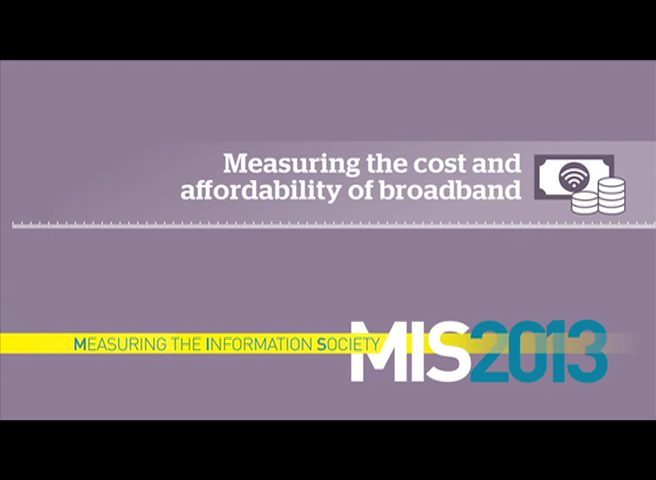 Measuring the cost and
affordability of broadband
MEASURING THE INFORMATION SOCIETY MIS2013